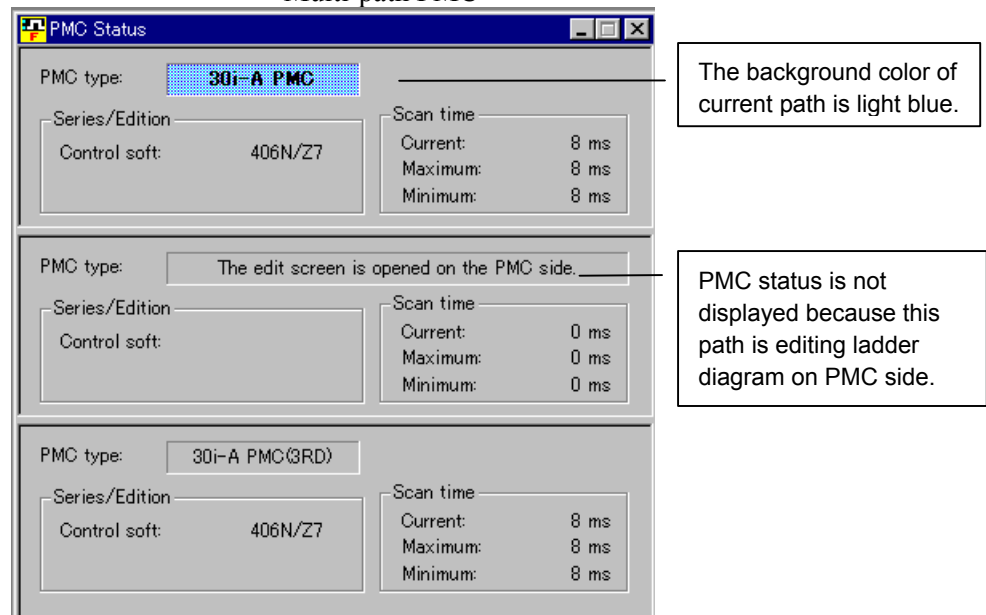 Multi-path PMC
PMC Status
PMC type: 30i-A PMC
Series/Edition
Control soft: 406N/Z7
Scan time
Current: 8 ms
Maximum: 8 ms
Minimum: 8 ms
The background color of
current path is light blue.
PMC type: The edit screen is opened on the PMC side.
Series/Edition
Control soft:
Scan time
Current: 0 ms
Maximum: 0 ms
Minimum: 0 ms
PMC status is not
displayed because this
path is editing ladder
diagram on PMC side.
PMC type: 30i-A PMC(3RD)
Series/Edition
Control soft: 406N/Z7
Scan time
Current: 8 ms
Maximum: 8 ms
Minimum: 8 ms